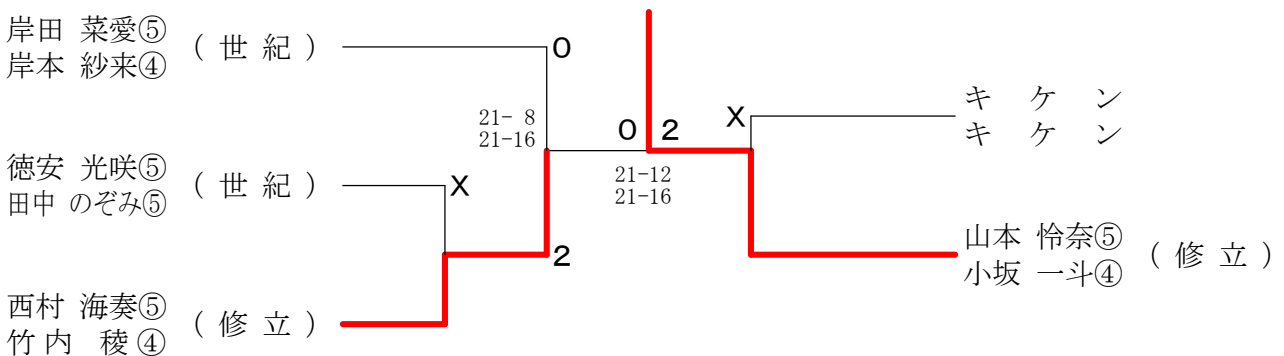 岸田 菜愛⑤
岸本 紗来④
( 世 紀 )
0
21- 8
21-16
徳安 光咲⑤
田中 のぞみ⑤
( 世 紀 )
X
2
西村 海奏⑤
竹内 稜④
( 修 立 )
0 2
21-12
21-16
X
キ ケ ン
キ ケ ン
山本 怜奈⑤
小坂 一斗④
( 修 立 )